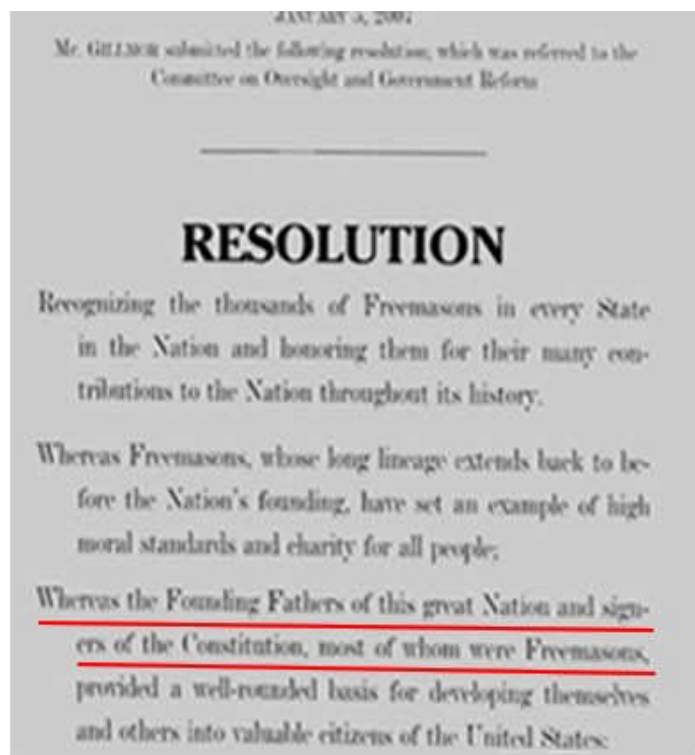 JANUARY 5, 2007
Mr. GILLMOR submitted the following resolution; which was referred to the
Committee on Oversight and Government Reform
RESOLUTION
Recognizing the thousands of Freemasons in every State
in the Nation and honoring them for their many con-
tributions to the Nation throughout its history.
Whereas Freemasons, whose long lineage extends back to be-
fore the Nation's founding, have set an example of high
moral standards and charity for all people;
Whereas the Founding Fathers of this great Nation and sign-
ers of the Constitution, most of whom were Freemasons,
provided a well-rounded basis for developing themselves
and others into valuable citizens of the United States;